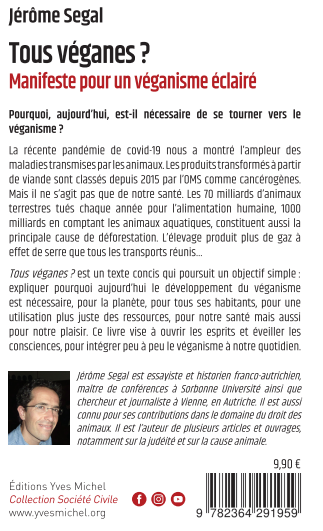 Jérôme Segal
Tous véganes ?
Manifeste pour un véganisme éclairé
Pourquoi, aujourd'hui, est-il nécessaire de se tourner vers le
véganisme ?
La récente pandémie de covid-19 nous a montré l'ampleur des
maladies transmises par les animaux. Les produits transformés à partir
de viande sont classés depuis 2015 par l'OMS comme cancérogènes.
Mais il ne s'agit pas que de notre santé. Les 70 milliards d'animaux
terrestres tués chaque année pour l'alimentation humaine, 1000
milliards en comptant les animaux aquatiques, constituent aussi la
principale cause de déforestation. L'élevage produit plus de gaz à
effet de serre que tous les transports réunis...
Tous véganes ? est un texte concis qui poursuit un objectif simple :
expliquer pourquoi aujourd'hui le développement du véganisme
est nécessaire, pour la planète, pour tous ses habitants, pour une
utilisation plus juste des ressources, pour notre santé mais aussi
pour notre plaisir. Ce livre vise à ouvrir les esprits et éveiller les
consciences, pour intégrer peu à peu le véganisme à notre quotidien.
Jérôme Segal est essayiste et historien franco-autrichien,
maître de conférences à Sorbonne Université ainsi que
chercheur et journaliste à Vienne, en Autriche. Il est aussi
connu pour ses contributions dans le domaine du droit des
animaux. Il est l'auteur de plusieurs articles et ouvrages,
notamment sur la judéité et sur la cause animale.
9,90 €
Éditions Yves Michel
Collection Société Civile
www.yvesmichel.org
9 782364 291959